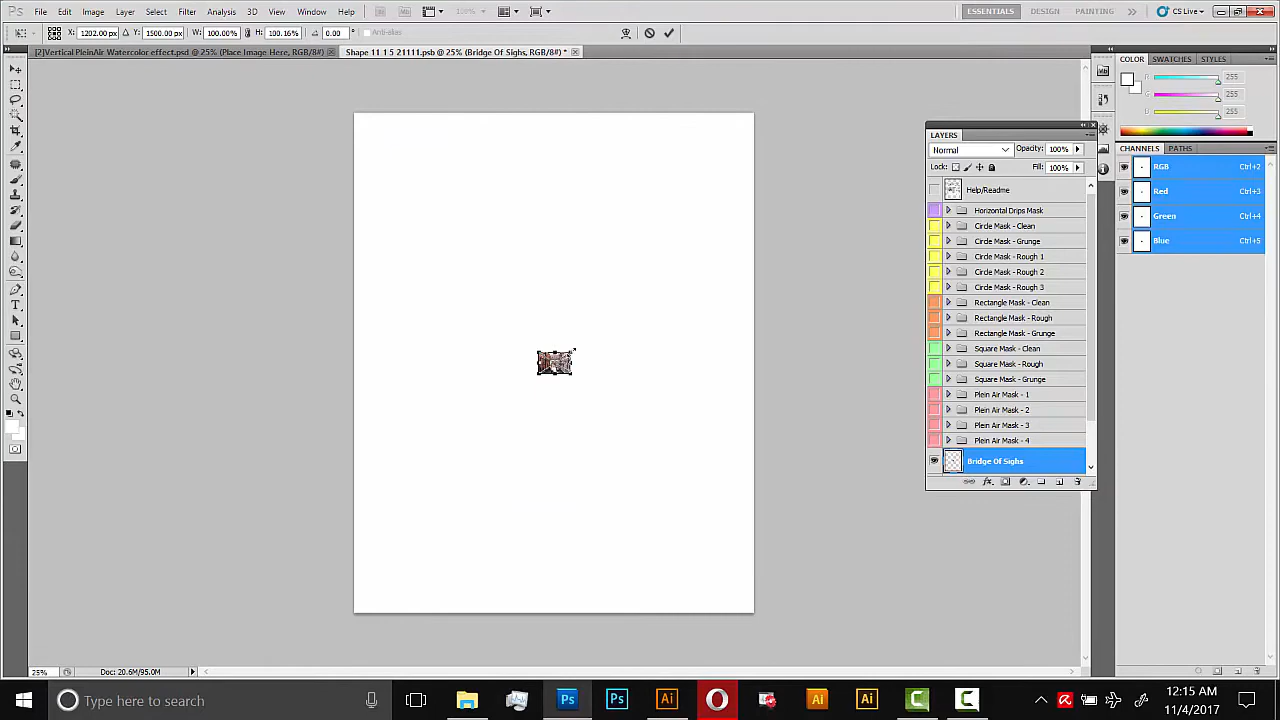 Ps File Edit Image Layer Select Filter Analysis 3D View Window Help CS Live
ESSENTIALS DESIGN PAINTING
X: 1202.00 px Y: 1500.00 px W: 100.00% H: 100.16% 0.00 ° Anti-alias
[2]Vertical PleinAir Watercolor effect.psd @ 25% (Place Image Here, RGB/8#) Shape 11 1 5 21111.psb @ 25% (Bridge Of Sighs, RGB/8#) *
COLOR SWATCHES STYLES
R 255
G 255
B 255
LAYERS
Normal Opacity: 100%
Lock: Fill: 100%
Help/Readme
Horizontal Drips Mask
Circle Mask - Clean
Circle Mask - Grunge
Circle Mask - Rough 1
Circle Mask - Rough 2
Circle Mask - Rough 3
Rectangle Mask - Clean
Rectangle Mask - Rough
Rectangle Mask - Grunge
Square Mask - Clean
Square Mask - Rough
Square Mask - Grunge
Plein Air Mask - 1
Plein Air Mask - 2
Plein Air Mask - 3
Plein Air Mask - 4
Bridge Of Sighs
CHANNELS PATHS
RGB Ctrl+2
Red Ctrl+3
Green Ctrl+4
Blue Ctrl+5
25% Doc: 20.6M/95.0M
Type here to search
12:15 AM
11/4/2017